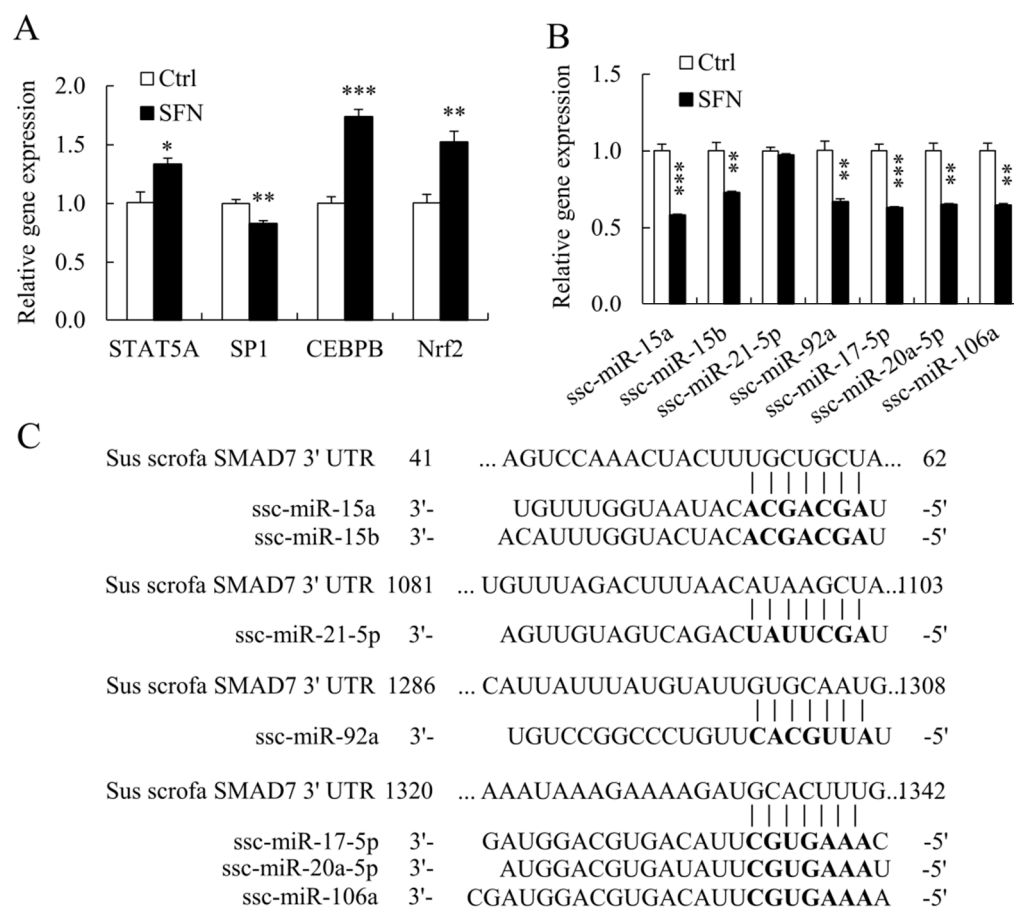 A
Relative gene expression
Ctrl
SFN
2.0
1.5
1.0
0.5
0.0
*
**
***
**
STAT5A SP1 CEBPB Nrf2
B
Relative gene expression
Ctrl
SFN
1.5
1.0
0.5
0.0
***
**
**
***
**
**
ssc-miR-15a
ssc-miR-15b
ssc-miR-21-5p
ssc-miR-92a
ssc-miR-17-5p
ssc-miR-20a-5p
ssc-miR-106a
C
Sus scrofa SMAD7 3' UTR 41 ... AGUCCAAACUACUUUGCUGCUA... 62
| | | | | | |
ssc-miR-15a 3'- UGUUUGGUAAUACACGACGAU -5'
ssc-miR-15b 3'- ACAUUUGGUACUACACGACGAU -5'
Sus scrofa SMAD7 3' UTR 1081 ... UGUUUAGACUUUAACAUAAGCUA..1103
| | | | | | |
ssc-miR-21-5p 3'- AGUUGUAGUCAGACUAUUCGAU -5'
Sus scrofa SMAD7 3' UTR 1286 ... CAUUAUUUAUGUAUUGUGCAAUG..1308
| | | | | | |
ssc-miR-92a 3'- UGUCCGGCCCUGUUCACGUUAU -5'
Sus scrofa SMAD7 3' UTR 1320 ... AAAUAAAGAAAAGAUGCACUUUG..1342
| | | | | | |
ssc-miR-17-5p 3'- GAUGGACGUGACAUUCGUGAAAC -5'
ssc-miR-20a-5p 3'- AUGGACGUGAUAUUCGUGAAAU -5'
ssc-miR-106a 3'- CGAUGGACGUGACAUUCGUGAAAA -5'